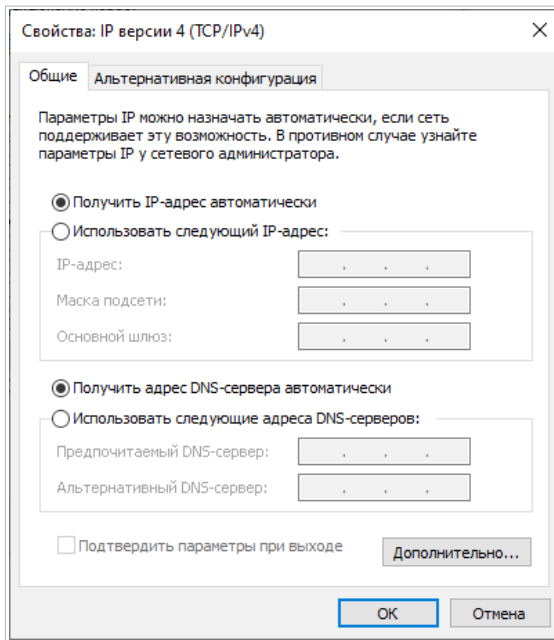 Свойства: IP версии 4 (TCP/IPv4)
Общие
Альтернативная конфигурация
Параметры IP можно назначать автоматически, если сеть
поддерживает эту возможность. В противном случае узнайте
параметры IP у сетевого администратора.
Получить IP-адрес автоматически
Использовать следующий IP-адрес:
IP-адрес:
Маска подсети:
Основной шлюз:
Получить адрес DNS-сервера автоматически
Использовать следующие адреса DNS-серверов:
Предпочитаемый DNS-сервер:
Альтернативный DNS-сервер:
Подтвердить параметры при выходе
Дополнительно...
ОК
Отмена